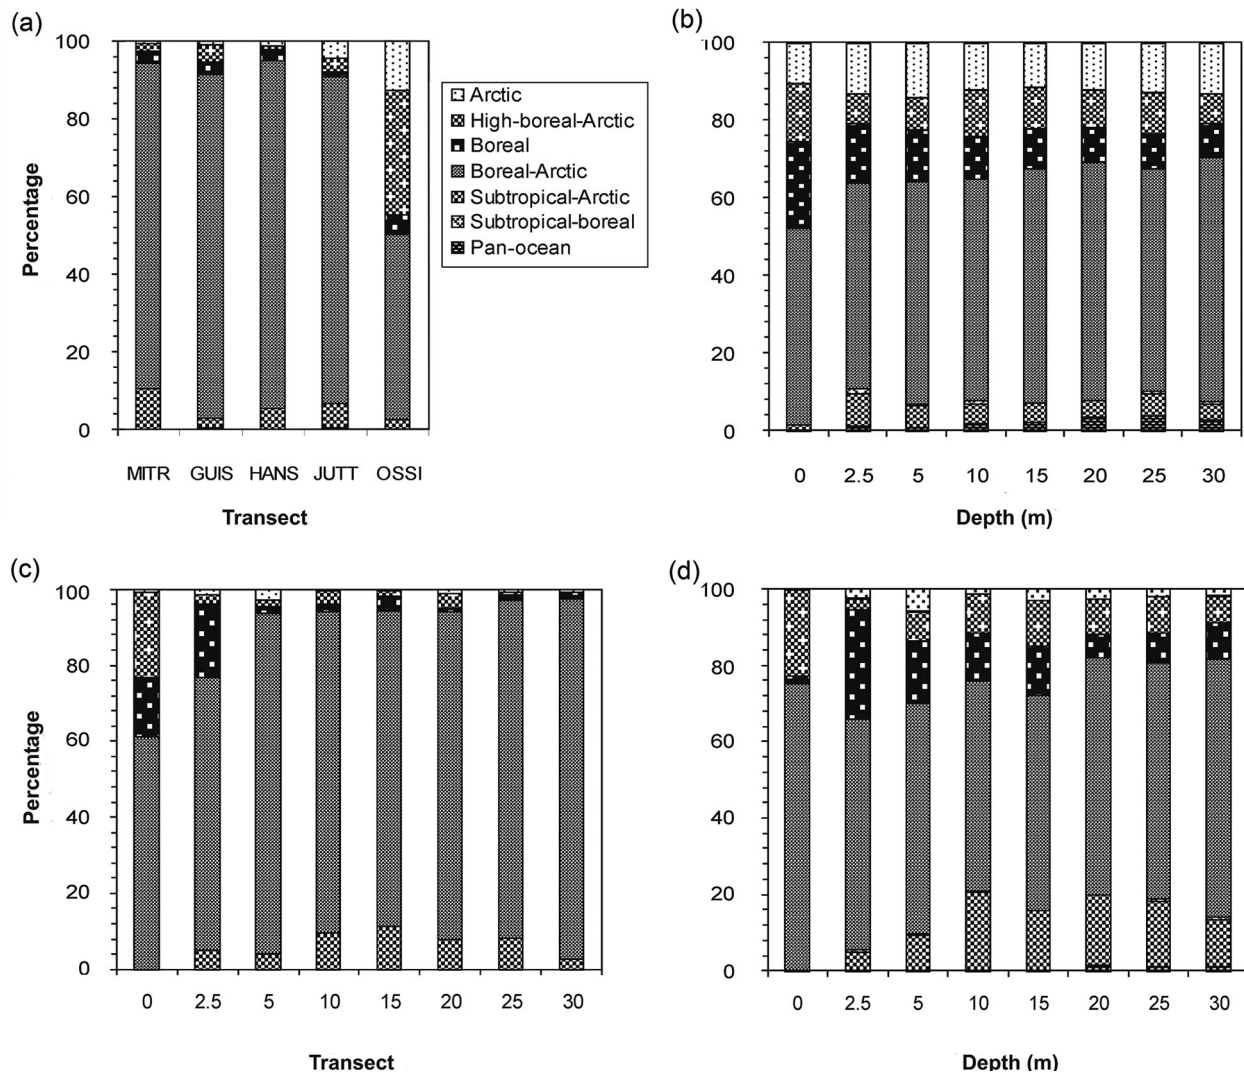 (a)
100
80
60
40
20
0
Percentage
MITR GUIS HANS JUTT OSSI
Transect
Arctic
High-boreal-Arctic
Boreal
Boreal-Arctic
Subtropical-Arctic
Subtropical-boreal
Pan-ocean
(b)
100
80
60
40
20
0
0 2.5 5 10 15 20 25 30
Depth (m)
(c)
100
80
60
40
20
0
Percentage
0 2.5 5 10 15 20 25 30
Transect
(d)
100
80
60
40
20
0
0 2.5 5 10 15 20 25 30
Depth (m)